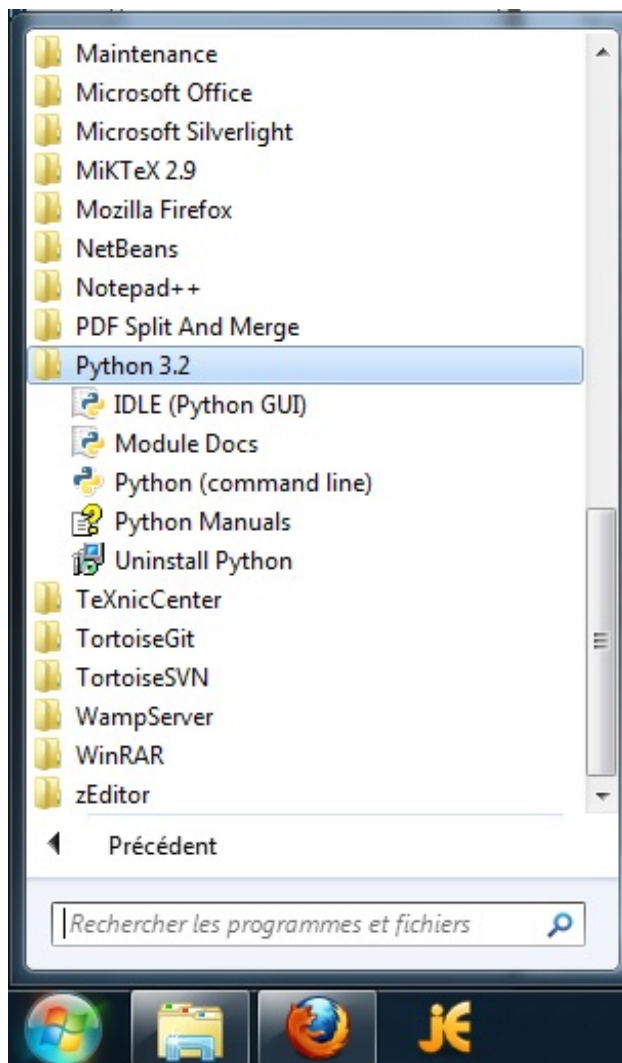 Maintenance
Microsoft Office
Microsoft Silverlight
MiKTeX 2.9
Mozilla Firefox
NetBeans
Notepad++
PDF Split And Merge
Python 3.2
IDLE (Python GUI)
Module Docs
Python (command line)
Python Manuals
Uninstall Python
TeXnicCenter
TortoiseGit
TortoiseSVN
WampServer
WinRAR
zEditor
Précédent
Rechercher les programmes et fichiers
jE